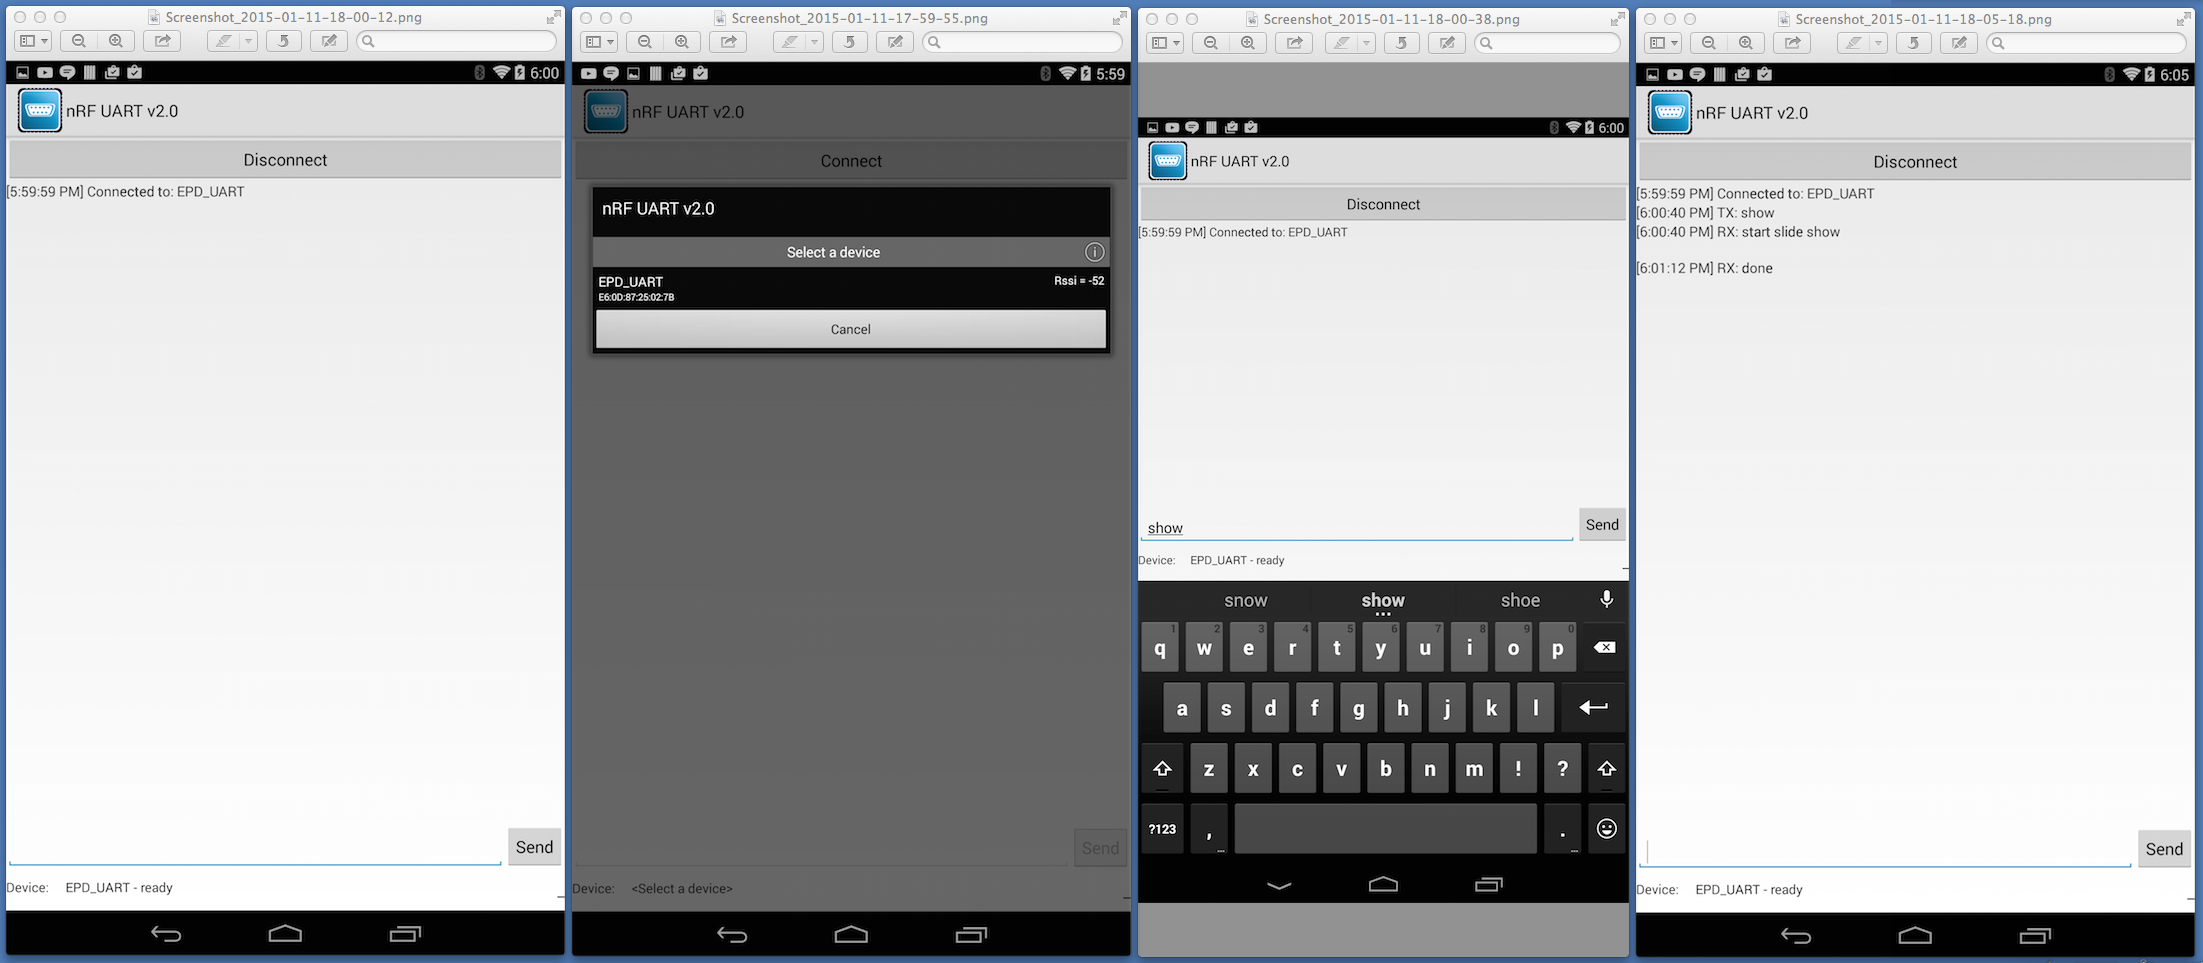 Screenshot_2015-01-11-18-00-12.png
6:00
nRF UART v2.0
Disconnect
[5:59:59 PM] Connected to: EPD_UART
Send
Device: EPD_UART - ready
Screenshot_2015-01-11-17-59-55.png
5:59
nRF UART v2.0
Connect
nRF UART v2.0
Select a device
EPD_UART
Rssi = -52
E6:0D:87:25:02:7B
Cancel
Send
Device: <Select a device>
Screenshot_2015-01-11-18-00-38.png
6:00
nRF UART v2.0
Disconnect
[5:59:59 PM] Connected to: EPD_UART
show
Send
Device: EPD_UART - ready
snow show shoe
1 2 3 4 5 6 7 8 9 0
q w e r t y u i o p
a s d f g h j k l
z x c v b n m ! ?
?123 , .
Screenshot_2015-01-11-18-05-18.png
6:05
nRF UART v2.0
Disconnect
[5:59:59 PM] Connected to: EPD_UART
[6:00:40 PM] TX: show
[6:00:40 PM] RX: start slide show
[6:01:12 PM] RX: done
Send
Device: EPD_UART - ready